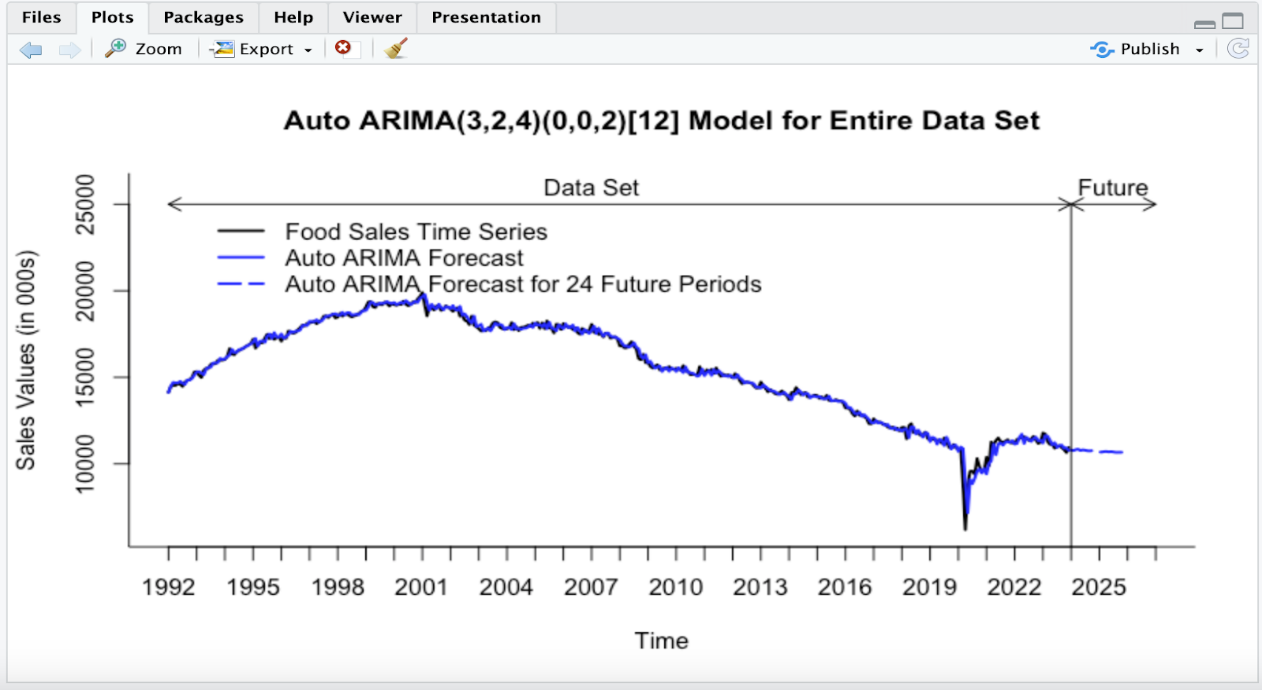 Files Plots Packages Help Viewer Presentation
Zoom Export Publish
Auto ARIMA(3,2,4)(0,0,2)[12] Model for Entire Data Set
Data Set Future
Food Sales Time Series
Auto ARIMA Forecast
Auto ARIMA Forecast for 24 Future Periods
Sales Values (in 000s)
25000
20000
15000
10000
1992 1995 1998 2001 2004 2007 2010 2013 2016 2019 2022 2025
Time